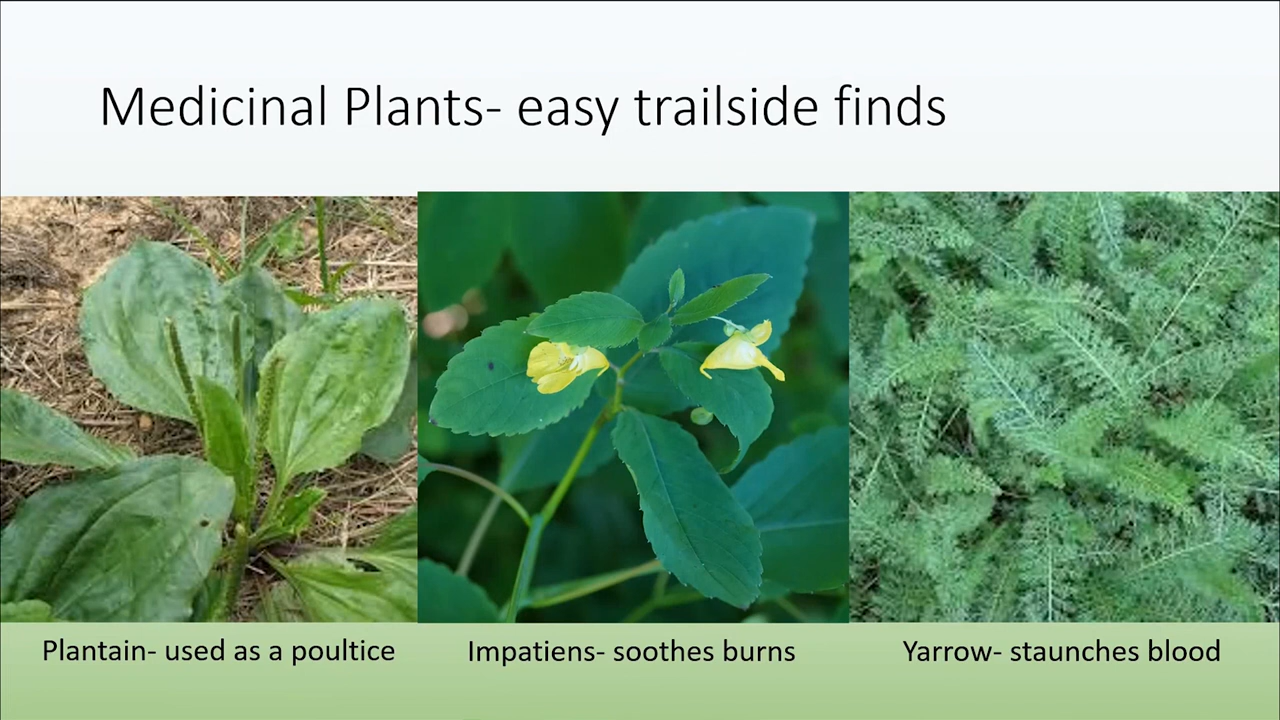 Medicinal Plants- easy trailside finds
Plantain- used as a poultice
Impatiens- soothes burns
Yarrow- staunches blood